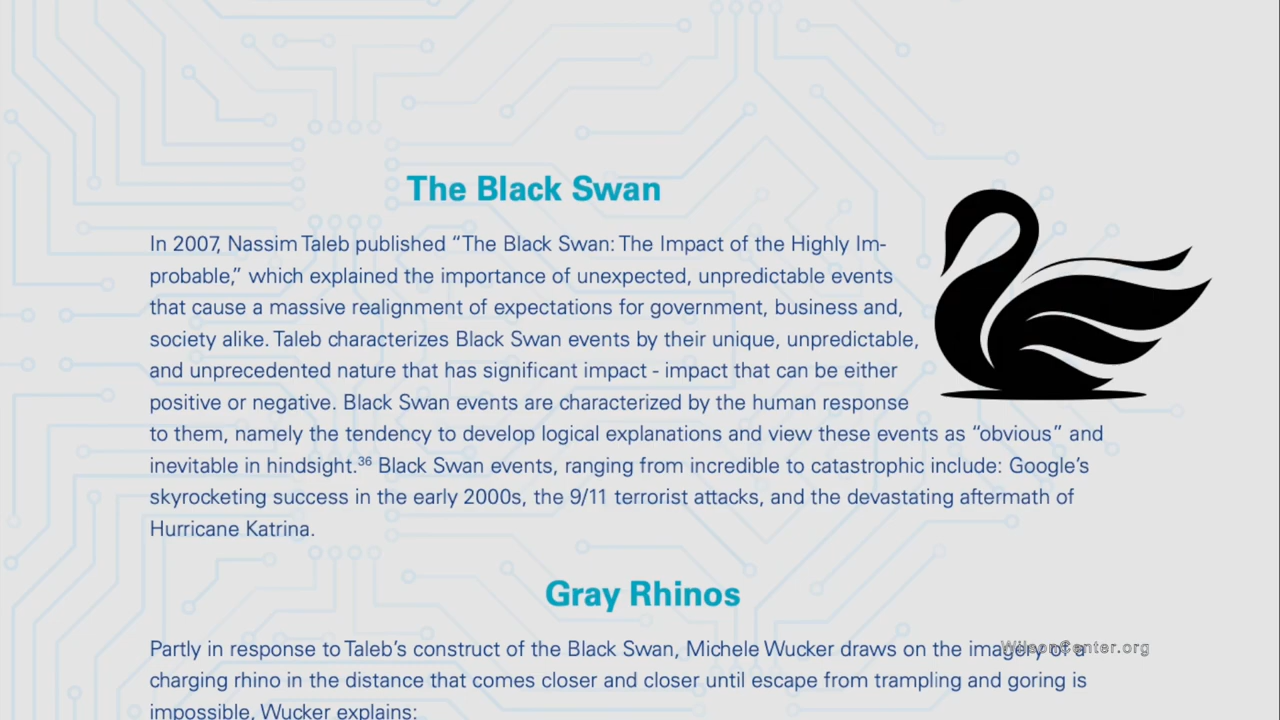 The Black Swan
In 2007, Nassim Taleb published “The Black Swan: The Impact of the Highly Im-
probable,” which explained the importance of unexpected, unpredictable events
that cause a massive realignment of expectations for government, business and,
society alike. Taleb characterizes Black Swan events by their unique, unpredictable,
and unprecedented nature that has significant impact - impact that can be either
positive or negative. Black Swan events are characterized by the human response
to them, namely the tendency to develop logical explanations and view these events as “obvious” and
inevitable in hindsight.36 Black Swan events, ranging from incredible to catastrophic include: Google’s
skyrocketing success in the early 2000s, the 9/11 terrorist attacks, and the devastating aftermath of
Hurricane Katrina.
Gray Rhinos
Partly in response to Taleb’s construct of the Black Swan, Michele Wucker draws on the imagery of a
WilsonCenter.org
charging rhino in the distance that comes closer and closer until escape from trampling and goring is
impossible. Wucker explains: